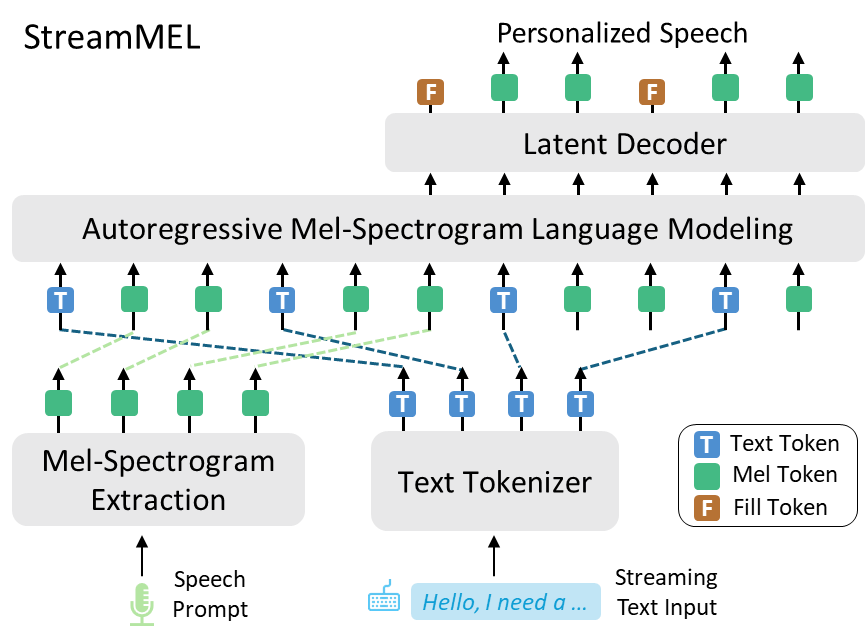 StreamMEL
Personalized Speech
F F
Latent Decoder
Autoregressive Mel-Spectrogram Language Modeling
T T T T
T T T T
Mel-Spectrogram
Extraction
Text Tokenizer
T Text Token
Mel Token
F Fill Token
Speech
Prompt
Hello, I need a ...
Streaming
Text Input